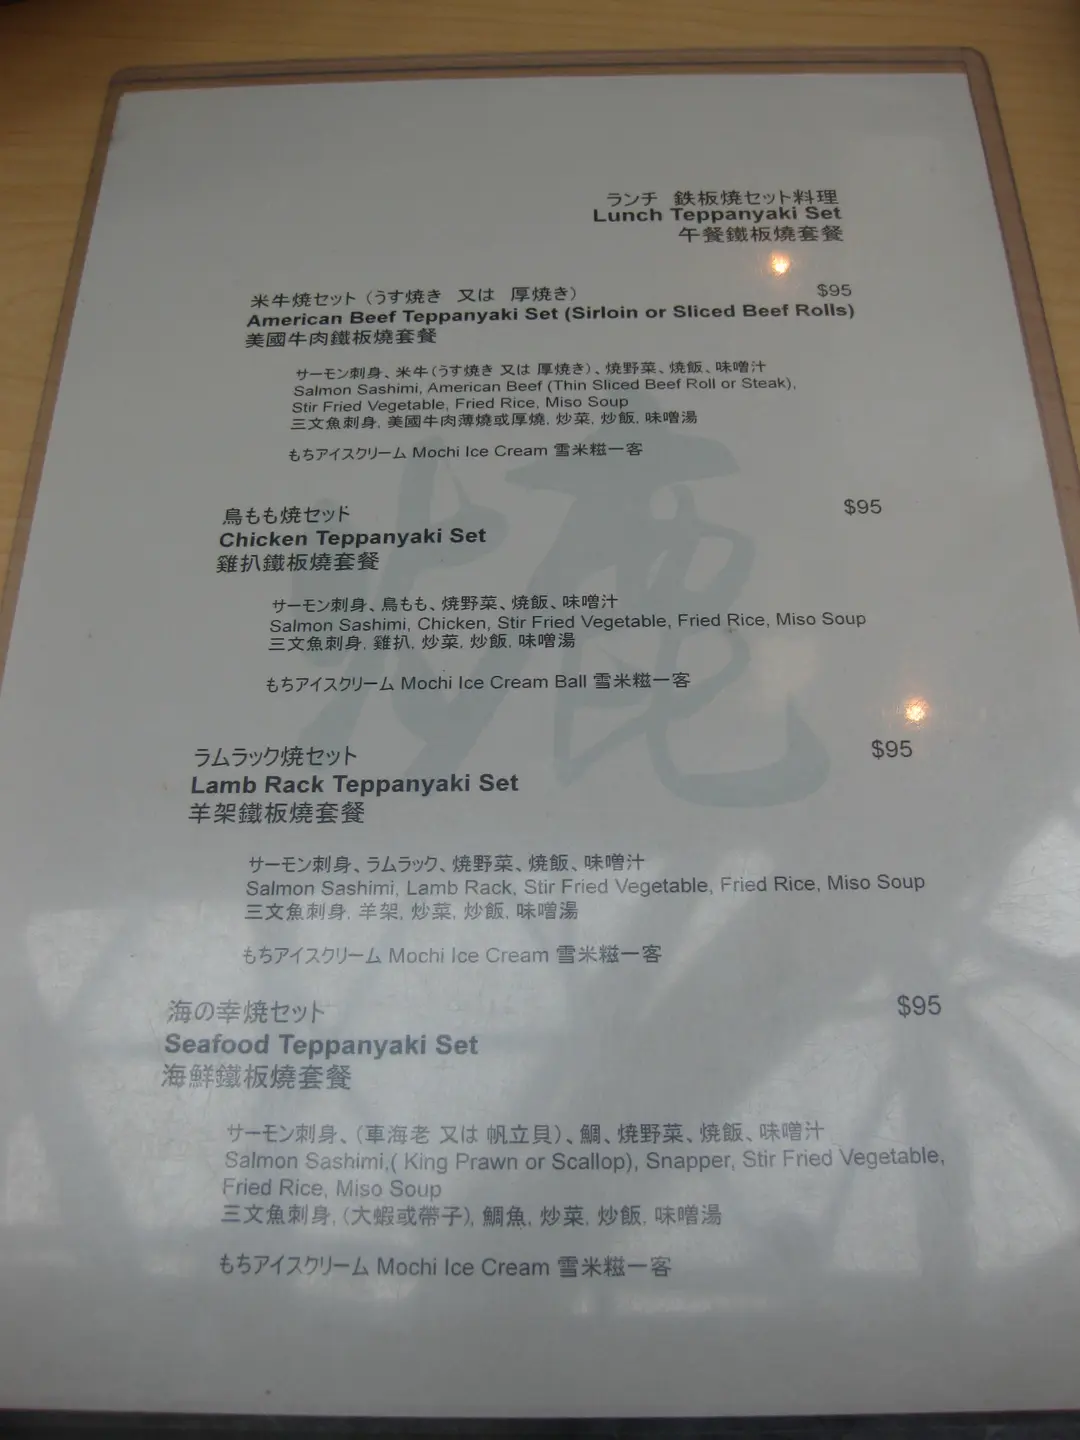 ランチ 鉄板焼セット料理
Lunch Teppanyaki Set
午餐鐵板燒套餐
米牛焼セット（うす焼き 又は 厚焼き） $95
American Beef Teppanyaki Set (Sirloin or Sliced Beef Rolls)
美國牛肉鐵板燒套餐
サーモン刺身、米牛（うす焼き 又は 厚焼き）、焼野菜、焼飯、味噌汁
Salmon Sashimi, American Beef (Thin Sliced Beef Roll or Steak),
Stir Fried Vegetable, Fried Rice, Miso Soup
三文魚刺身, 美國牛肉薄燒或厚燒, 炒菜, 炒飯, 味噌湯
もちアイスクリーム Mochi Ice Cream 雪米糍一客
鳥もも焼セッド $95
Chicken Teppanyaki Set
雞扒鐵板燒套餐
サーモン刺身、鳥もも、焼野菜、焼飯、味噌汁
Salmon Sashimi, Chicken, Stir Fried Vegetable, Fried Rice, Miso Soup
三文魚刺身, 雞扒, 炒菜, 炒飯, 味噌湯
もちアイスクリーム Mochi Ice Cream Ball 雪米糍一客
ラムラック焼セット $95
Lamb Rack Teppanyaki Set
羊架鐵板燒套餐
サーモン刺身、ラムラック、焼野菜、焼飯、味噌汁
Salmon Sashimi, Lamb Rack, Stir Fried Vegetable, Fried Rice, Miso Soup
三文魚刺身, 羊架, 炒菜, 炒飯, 味噌湯
もちアイスクリーム Mochi Ice Cream 雪米糍一客
海の幸焼セット $95
Seafood Teppanyaki Set
海鮮鐵板燒套餐
サーモン刺身、（車海老 又は 帆立貝）、鯛、焼野菜、焼飯、味噌汁
Salmon Sashimi,( King Prawn or Scallop), Snapper, Stir Fried Vegetable,
Fried Rice, Miso Soup
三文魚刺身, (大蝦或帶子), 鯛魚, 炒菜, 炒飯, 味噌湯
もちアイスクリーム Mochi Ice Cream 雪米糍一客